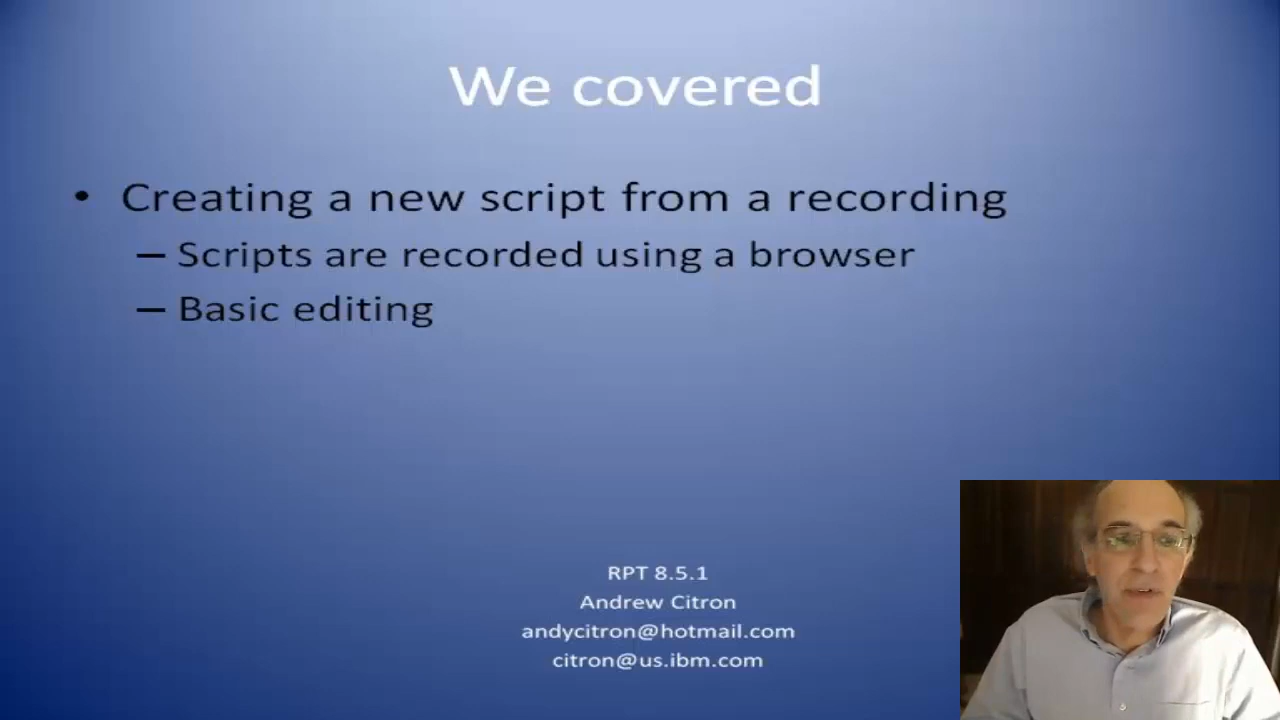 We covered
• Creating a new script from a recording
– Scripts are recorded using a browser
– Basic editing
RPT 8.5.1
Andrew Citron
andycitron@hotmail.com
citron@us.ibm.com